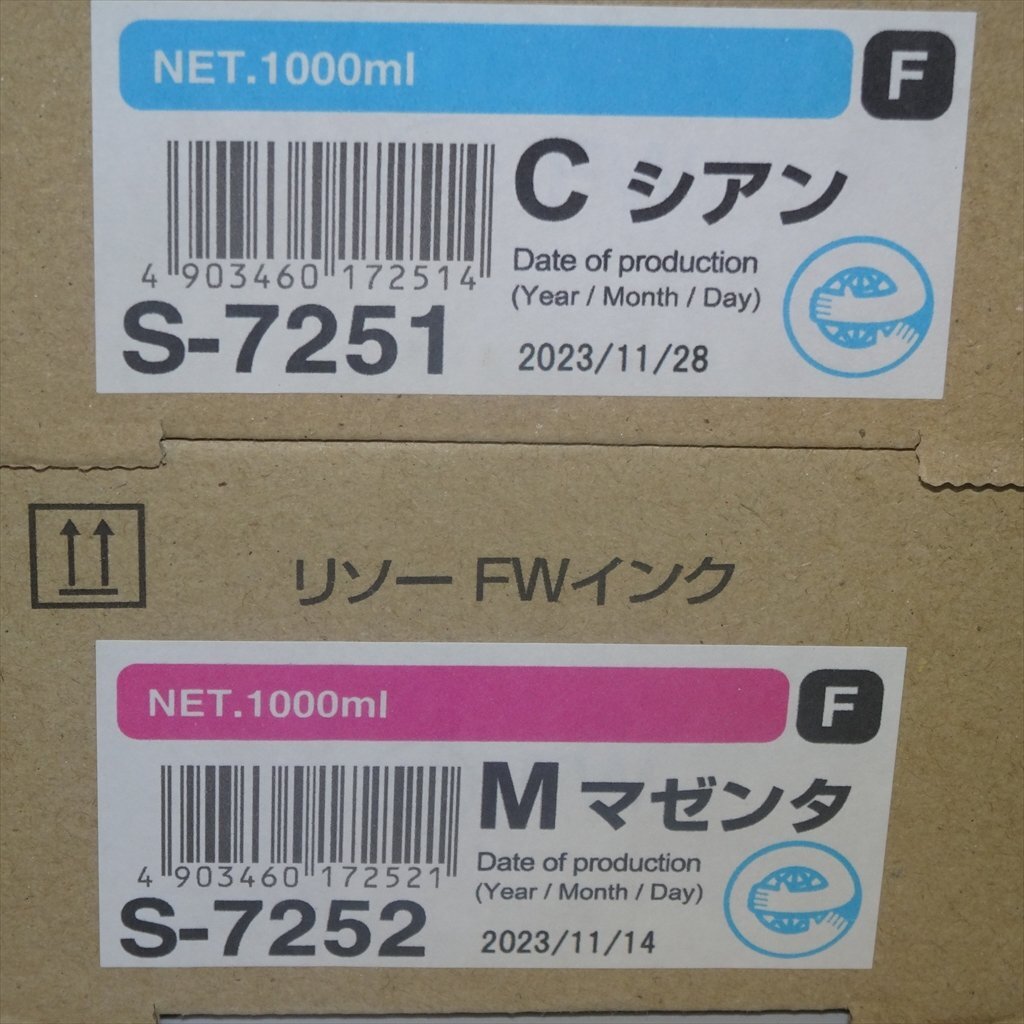 NET.1000ml F
C シアン
4 903460 172514
Date of production
(Year / Month / Day)
S-7251
2023/11/28
リソー FWインク
NET.1000ml F
M マゼンタ
4 903460 172521
Date of production
(Year / Month / Day)
S-7252
2023/11/14